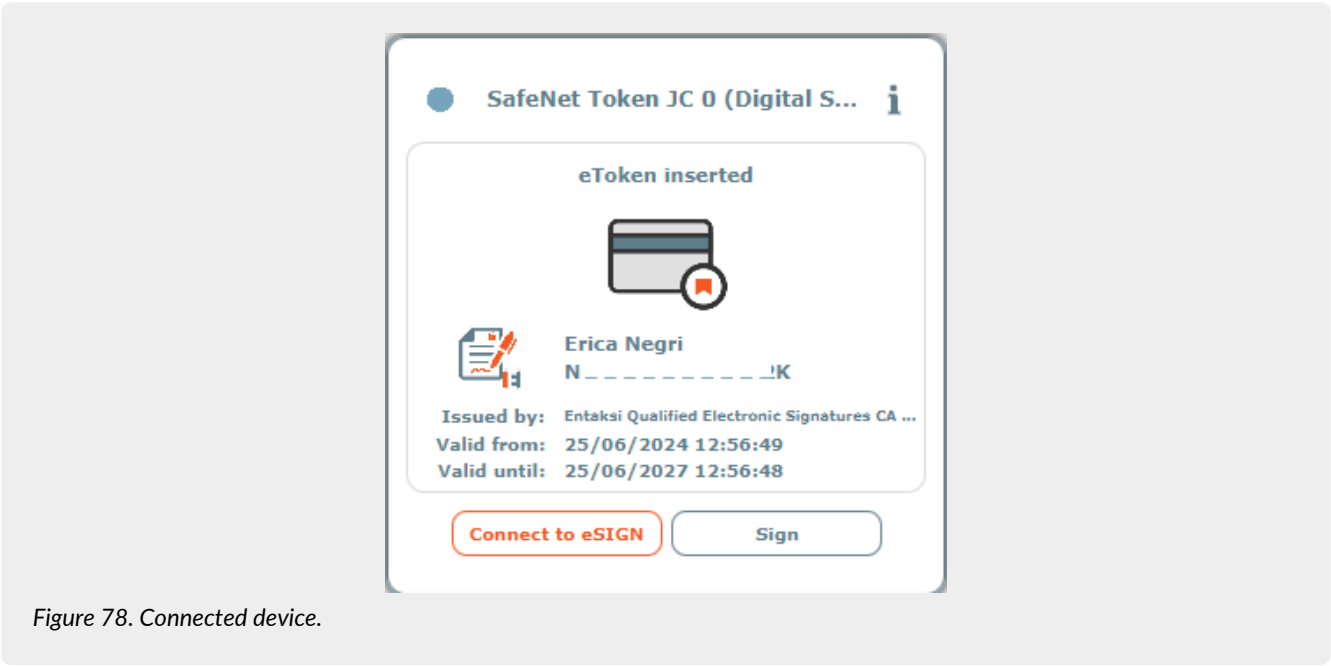 SafeNet Token JC 0 (Digital S...
eToken inserted
Erica Negri
Issued by: Entaksi Qualified Electronic Signatures CA ...
Valid from: 25/06/2024 12:56:49
Valid until: 25/06/2027 12:56:48
Connect to eSIGN
Sign
Figure 78. Connected device.